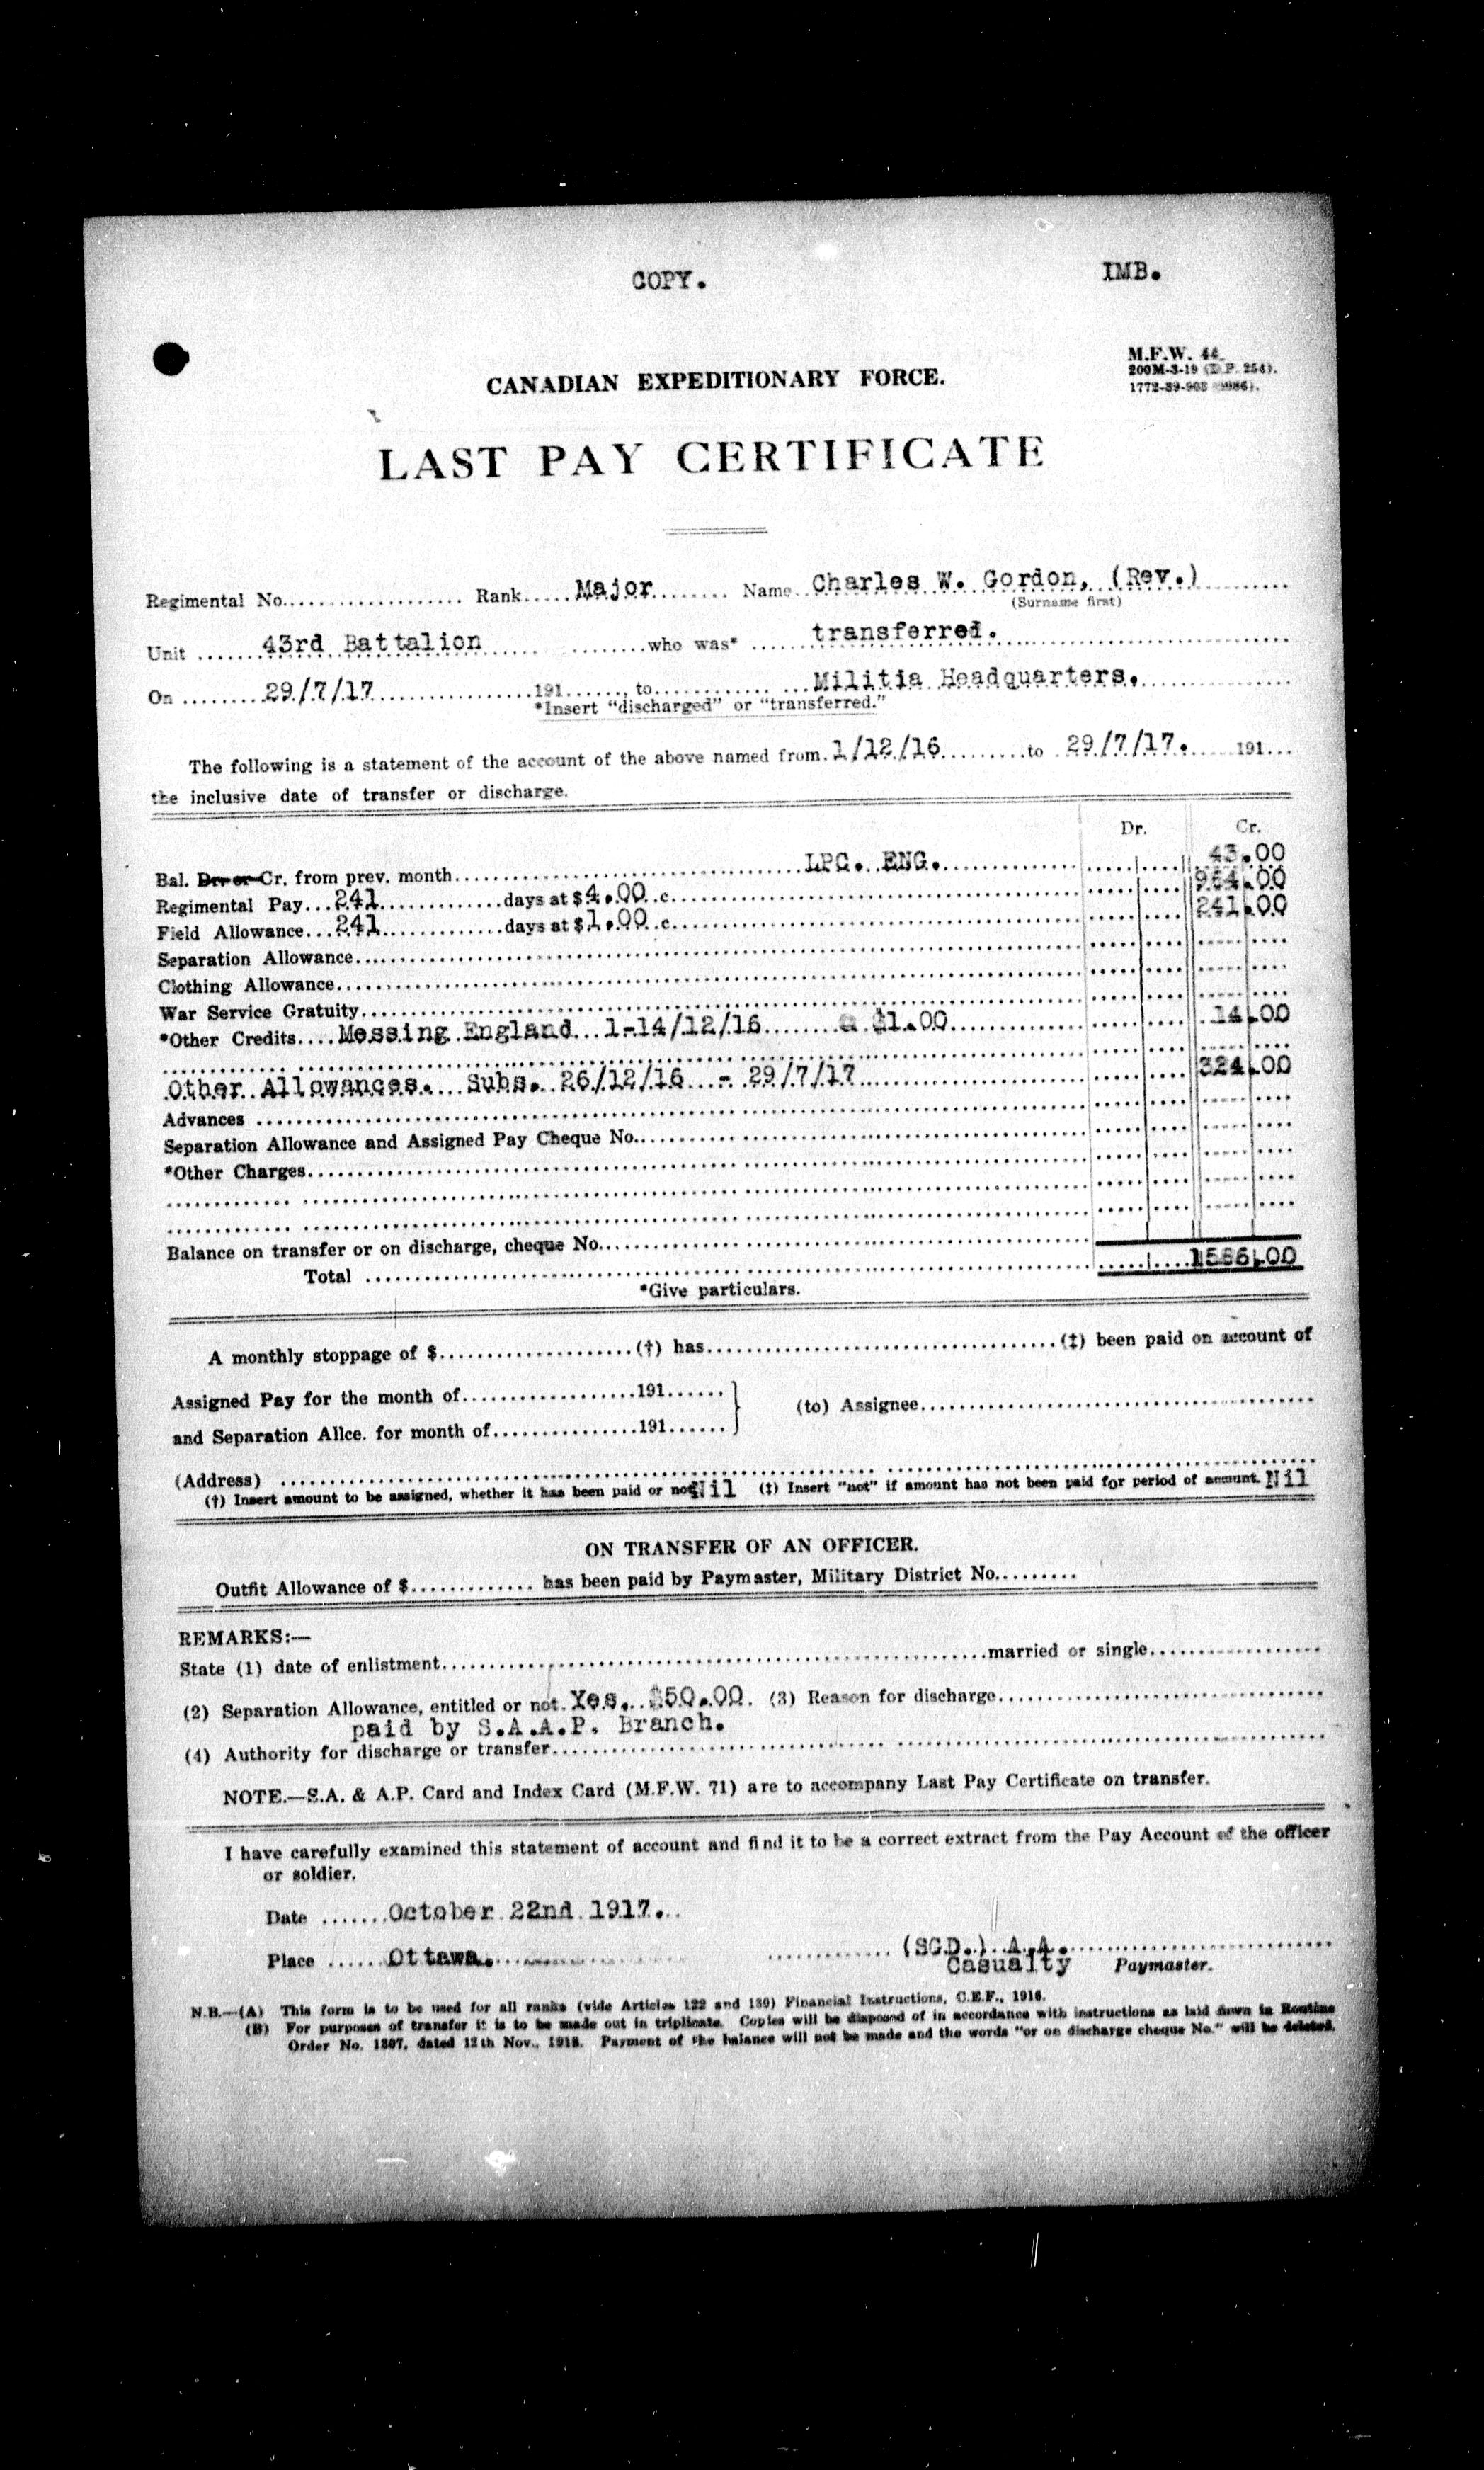 COPY.
IMB.
M.F.W. 44.
200M-3-19 (D.P. 254).
1772-39-903
CANADIAN EXPEDITIONARY FORCE.
LAST PAY CERTIFICATE
Regimental No.................. Rank.....Major........ Name..Charles W. Gordon, (Rev.)..........
(Surname first)
Unit ......43rd Battalion ........who was* ......transferred..............................
On .........29/7/17...............191......, to............ ...Militia Headquarters...............
*Insert “discharged” or “transferred.”
The following is a statement of the account of the above named from.1/12/16.........to ..29/7/17......191...
the inclusive date of transfer or discharge.
Dr. Cr.
Bal. Dr. or Cr. from prev. month..............................LPC. ENG............... 43.00
Regimental Pay...241............days at $4.00..c........................ 964.00
Field Allowance...241............days at $1.00..c........................ 241.00
Separation Allowance........................
Clothing Allowance........................
War Service Gratuity........................
*Other Credits....Messing England 1-14/12/16........@ $1.00............... 14.00
Other Allowances. Subs. 26/12/16 - 29/7/17............... 324.00
Advances ........................
Separation Allowance and Assigned Pay Cheque No.........................
*Other Charges........................
Balance on transfer or on discharge, cheque No.........................
Total ........................ 1586.00
*Give particulars.
A monthly stoppage of $....................(†) has....................................(‡) been paid on account of
Assigned Pay for the month of..................191...... } (to) Assignee........................
and Separation Allce. for month of...............191......
(Address) ........................
(†) Insert amount to be assigned, whether it has been paid or not Nil (‡) Insert "not" if amount has not been paid for period of account. Nil
ON TRANSFER OF AN OFFICER.
Outfit Allowance of $............. has been paid by Paymaster, Military District No.........
REMARKS:—
State (1) date of enlistment........................married or single..................
(2) Separation Allowance, entitled or not.Yes. $50.00. (3) Reason for discharge........................
paid by S.A.A.P. Branch.
(4) Authority for discharge or transfer........................
NOTE.—S.A. & A.P. Card and Index Card (M.F.W. 71) are to accompany Last Pay Certificate on transfer.
I have carefully examined this statement of account and find it to be a correct extract from the Pay Account of the officer
or soldier.
Date .......October 22nd 1917...
Place ......Ottawa............... ............. (SGD.) A.A.........................
Casualty Paymaster.
N.B.—(A) This form is to be used for all ranks (vide Articles 122 and 130) Financial Instructions, C.E.F., 1916.
(B) For purposes of transfer it is to be made out in triplicate. Copies will be disposed of in accordance with instructions as laid down in Routine
Order No. 1307, dated 12th Nov., 1918. Payment of the balance will not be made and the words "or on discharge cheque No." will be deleted.